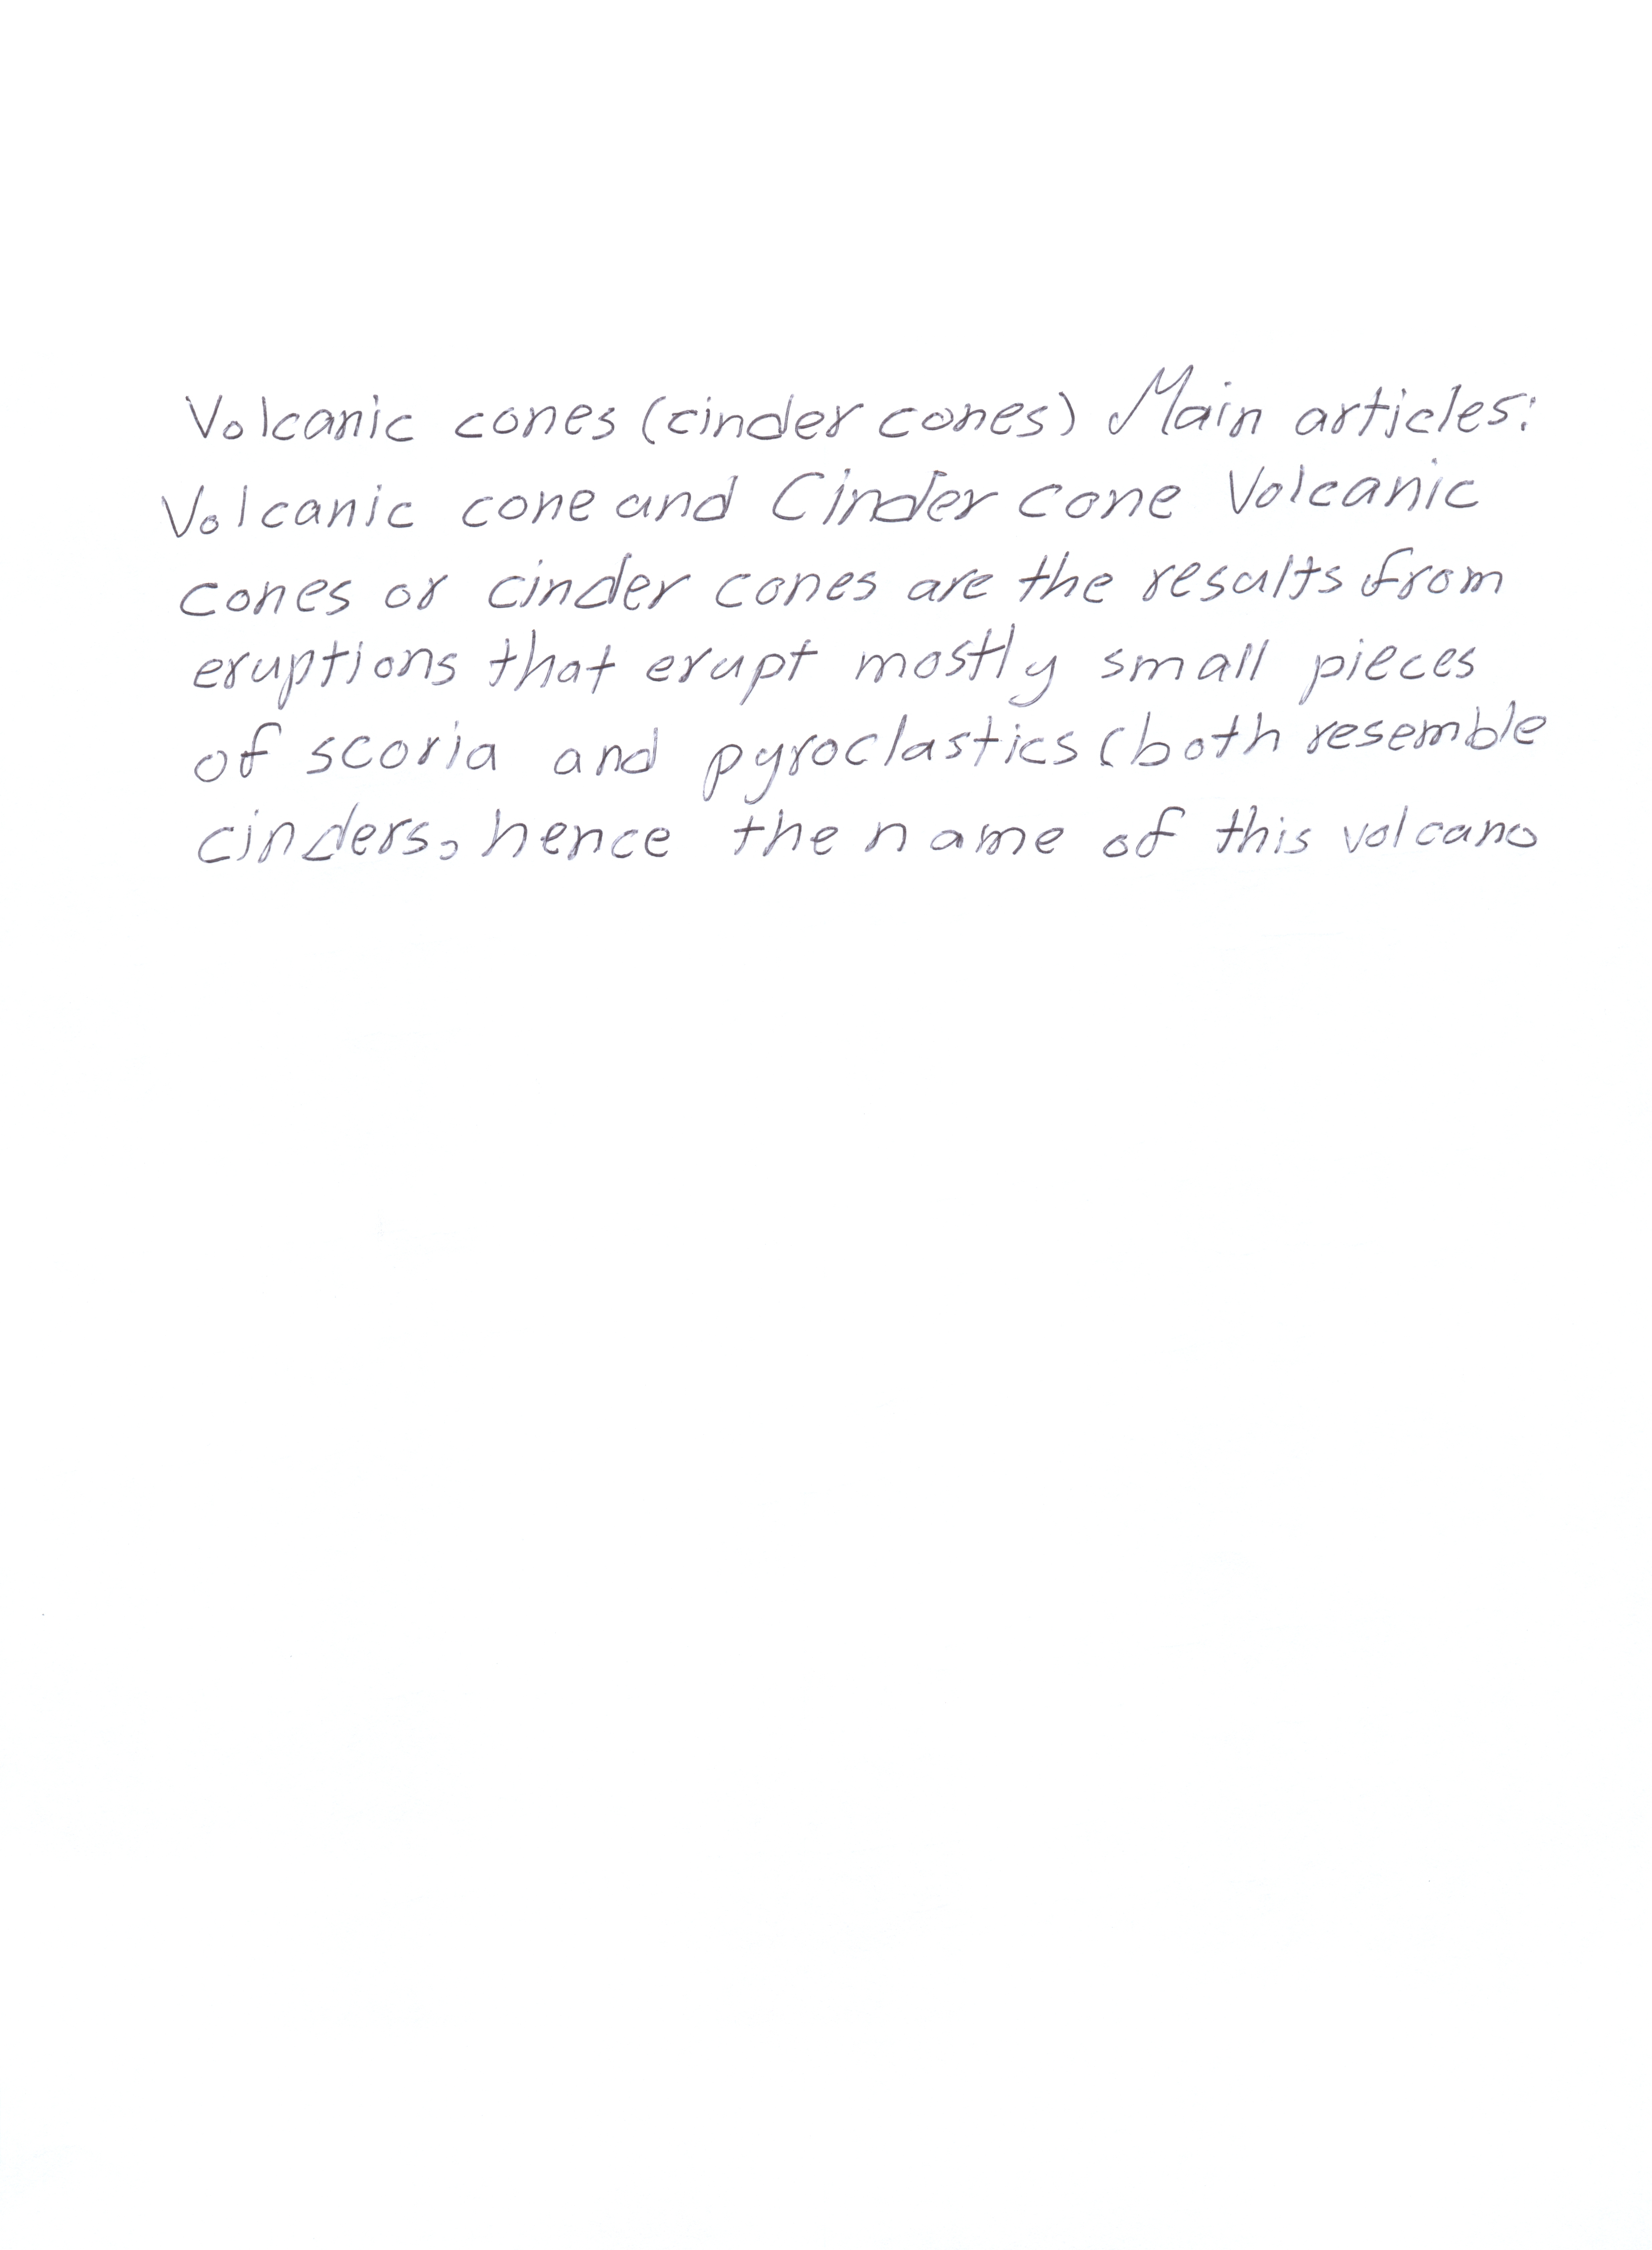 Volcanic cones (cinder cones) Main articles:
Volcanic cone and Cinder cone Volcanic
cones or cinder cones are the results from
eruptions that erupt mostly small pieces
of scoria and pyroclastics (both resemble
cinders, hence the name of this volcano